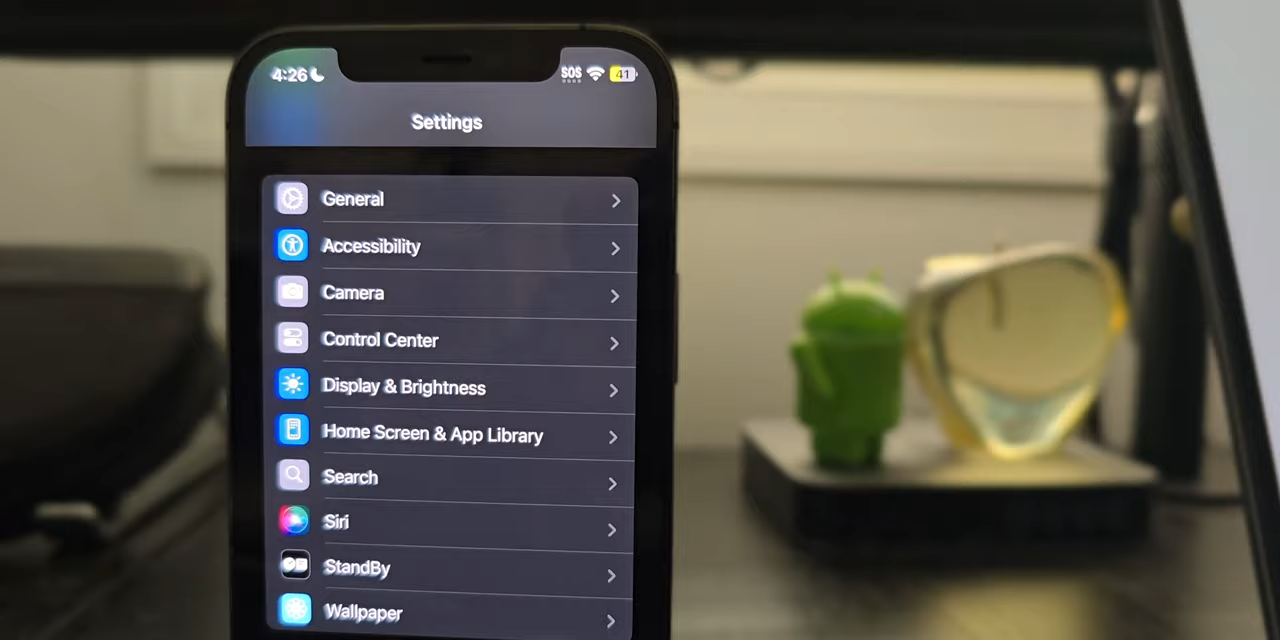 4:26
SOS 41
Settings
General
Accessibility
Camera
Control Center
Display & Brightness
Home Screen & App Library
Search
Siri
StandBy
Wallpaper